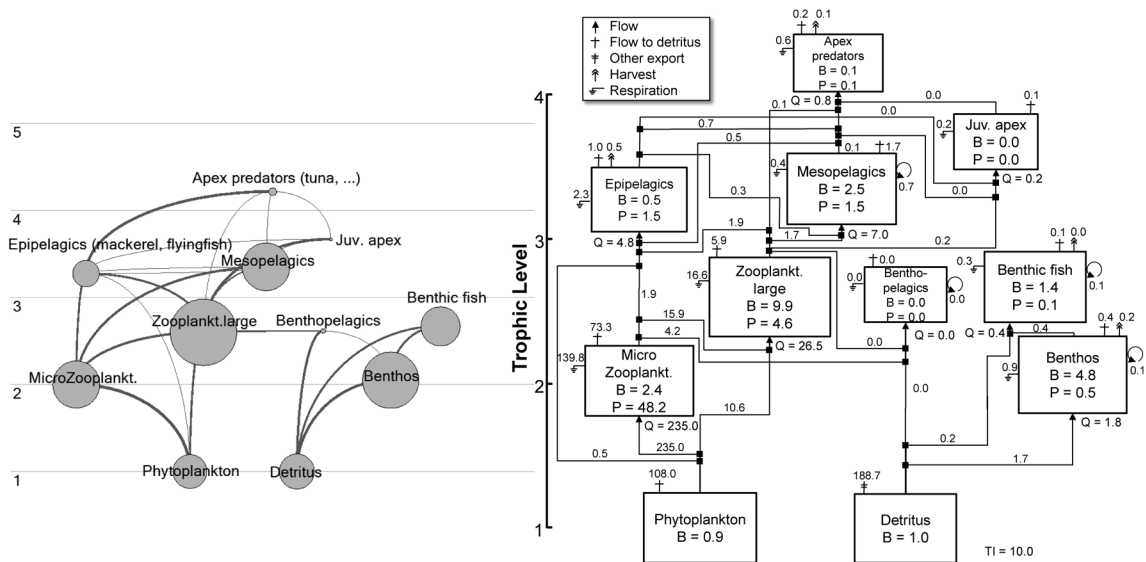 5
Apex predators (tuna, ...)
4
Epipelagics (mackerel, flyingfish)
Juv. apex
Mesopelagics
3
Benthic fish
Zooplankt.large
Benthopelagics
MicroZooplankt.
Benthos
2
Phytoplankton
Detritus
1
Flow
Flow to detritus
Other export
Harvest
Respiration
Trophic Level
4
3
2
1
0.2
0.1
0.6
Apex
predators
B = 0.1
P = 0.1
Q = 0.8
0.1
0.0
0.0
0.7
0.5
0.1
0.2
Juv. apex
B = 0.0
P = 0.0
Q = 0.2
0.0
1.0
0.5
2.3
Epipelagics
B = 0.5
P = 1.5
Q = 4.8
0.1
1.7
0.4
Mesopelagics
B = 2.5
P = 1.5
0.7
Q = 7.0
0.3
1.9
1.7
0.2
5.9
16.6
Zooplankt.
large
B = 9.9
P = 4.6
Q = 26.5
0.0
0.0
Bentho-
pelagics
B = 0.0
P = 0.0
0.0
Q = 0.0
0.1
0.0
0.3
Benthic fish
B = 1.4
P = 0.1
0.1
Q = 0.4
0.4
1.9
15.9
4.2
0.0
73.3
139.8
Micro
Zooplankt.
B = 2.4
P = 48.2
Q = 235.0
0.4
0.2
0.9
Benthos
B = 4.8
P = 0.5
0.1
Q = 1.8
0.0
10.6
235.0
0.5
0.2
1.7
108.0
Phytoplankton
B = 0.9
188.7
Detritus
B = 1.0
TI = 10.0